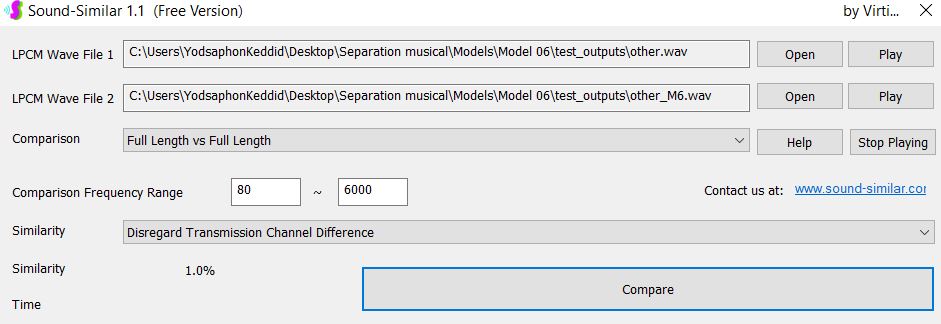 Sound-Similar 1.1 (Free Version) by Virti...
LPCM Wave File 1 C:\Users\YodsaphonKeddid\Desktop\Separation musical\Models\Model 06\test_outputs\other.wav Open Play
LPCM Wave File 2 C:\Users\YodsaphonKeddid\Desktop\Separation musical\Models\Model 06\test_outputs\other_M6.wav Open Play
Comparison Full Length vs Full Length Help Stop Playing
Comparison Frequency Range 80 ~ 6000 Contact us at: www.sound-similar.cor
Similarity Disregard Transmission Channel Difference
Similarity 1.0%
Compare
Time